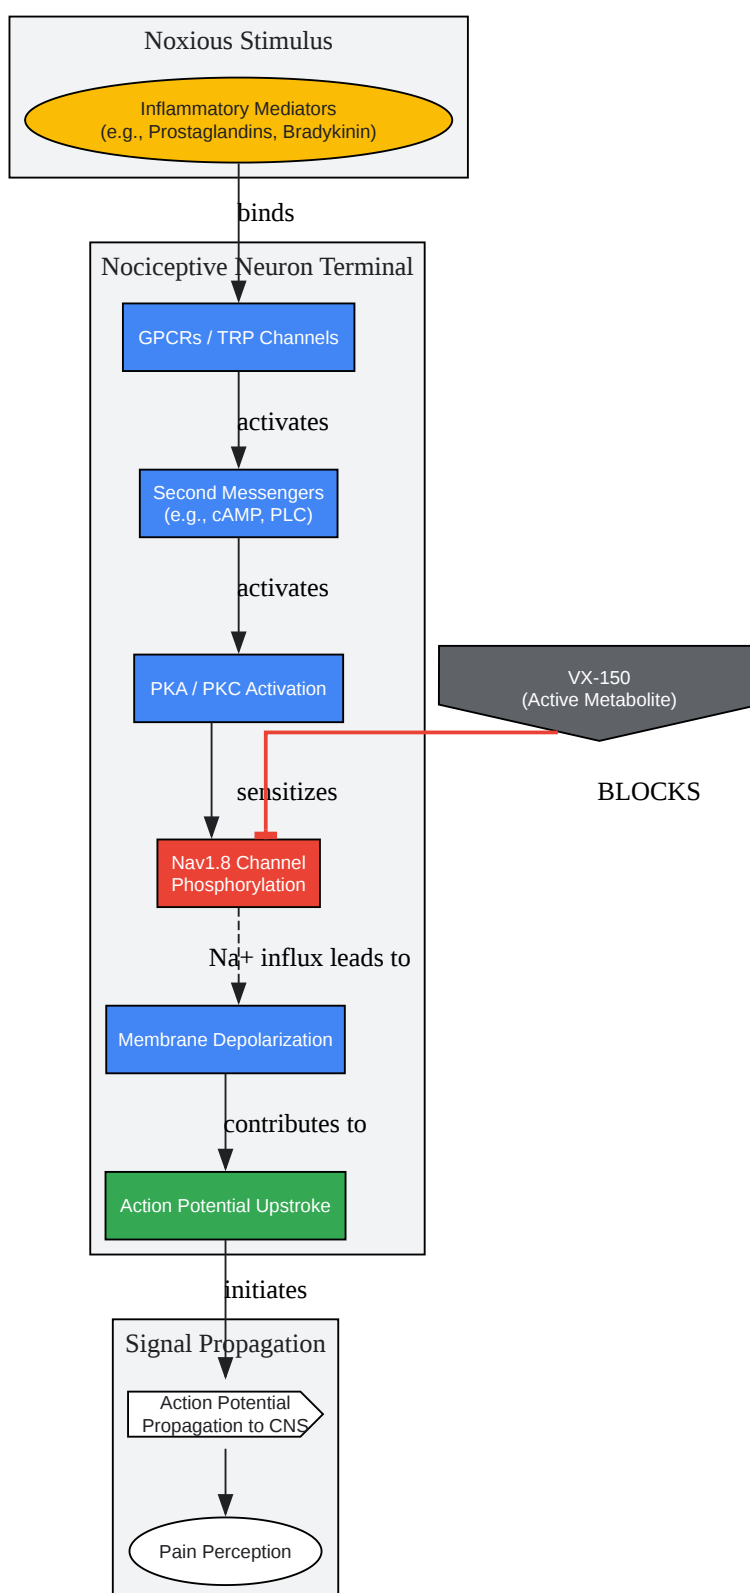 Noxious Stimulus
Inflammatory Mediators
(e.g., Prostaglandins, Bradykinin)
binds
Nociceptive Neuron Terminal
GPCRs / TRP Channels
activates
Second Messengers
(e.g., cAMP, PLC)
activates
PKA / PKC Activation
VX-150
(Active Metabolite)
sensitizes
BLOCKS
Nav1.8 Channel
Phosphorylation
Na+ influx leads to
Membrane Depolarization
contributes to
Action Potential Upstroke
initiates
Signal Propagation
Action Potential
Propagation to CNS
Pain Perception